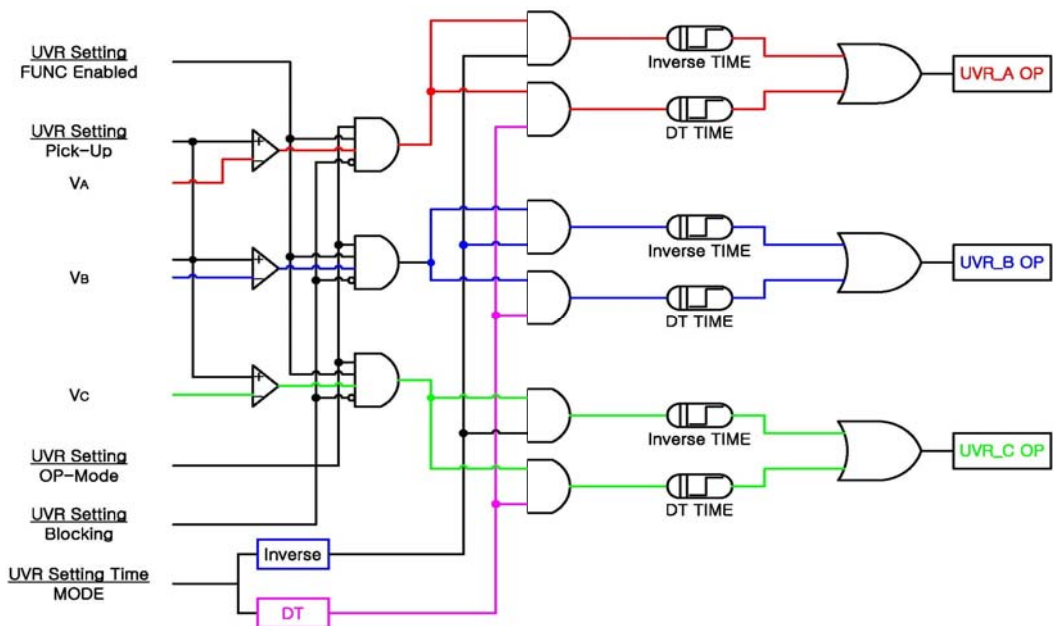 UVR Setting
FUNC Enabled
UVR Setting
Pick-Up
VA
VB
VC
UVR Setting
OP-Mode
UVR Setting
Blocking
UVR Setting Time
MODE
Inverse
DT
+
−
+
−
+
−
Inverse TIME
DT TIME
UVR_A OP
Inverse TIME
DT TIME
UVR_B OP
Inverse TIME
DT TIME
UVR_C OP